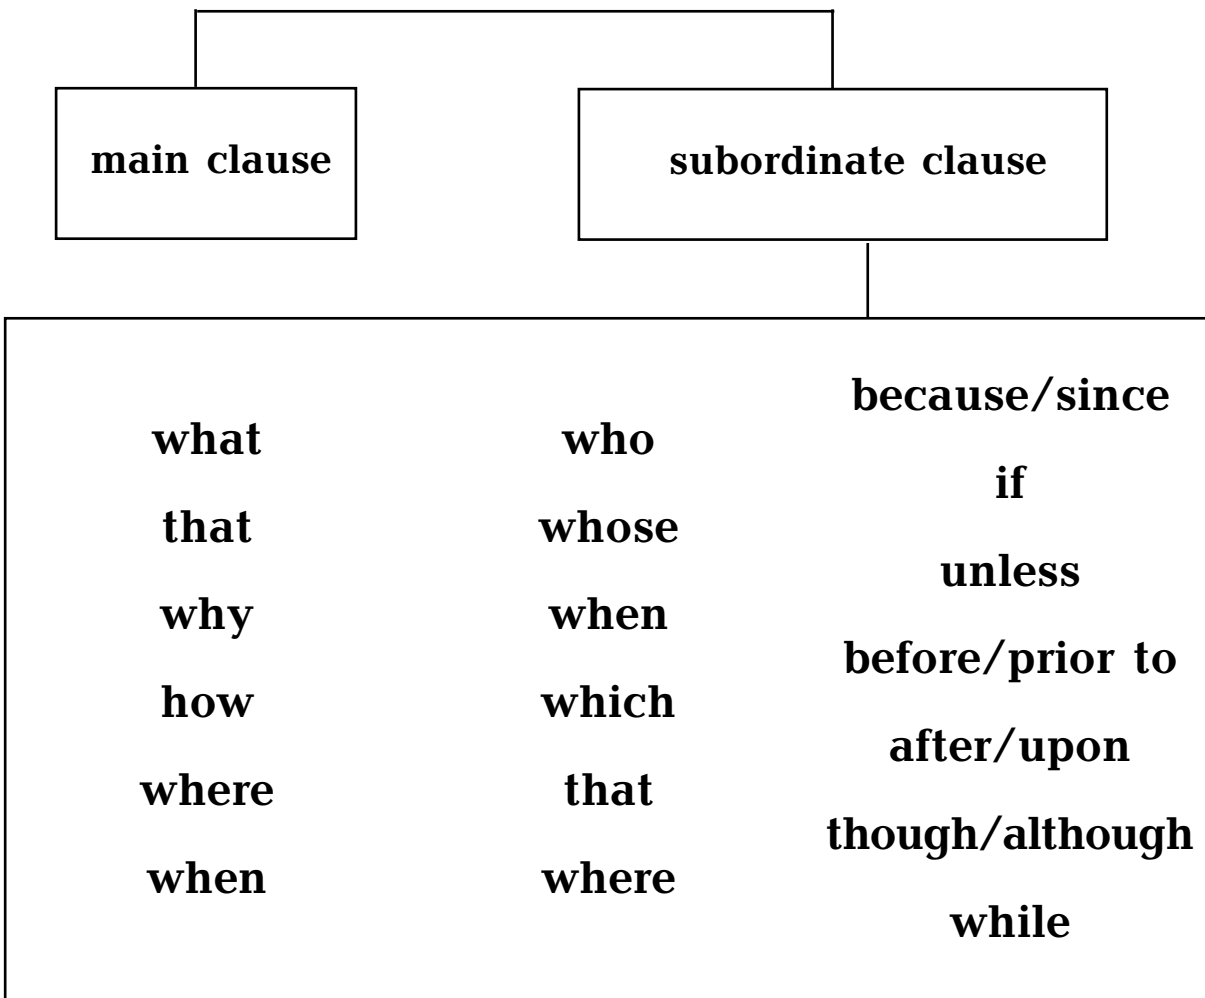 main clause
subordinate clause
what
that
why
how
where
when
who
whose
when
which
that
where
because/since
if
unless
before/prior to
after/upon
though/although
while